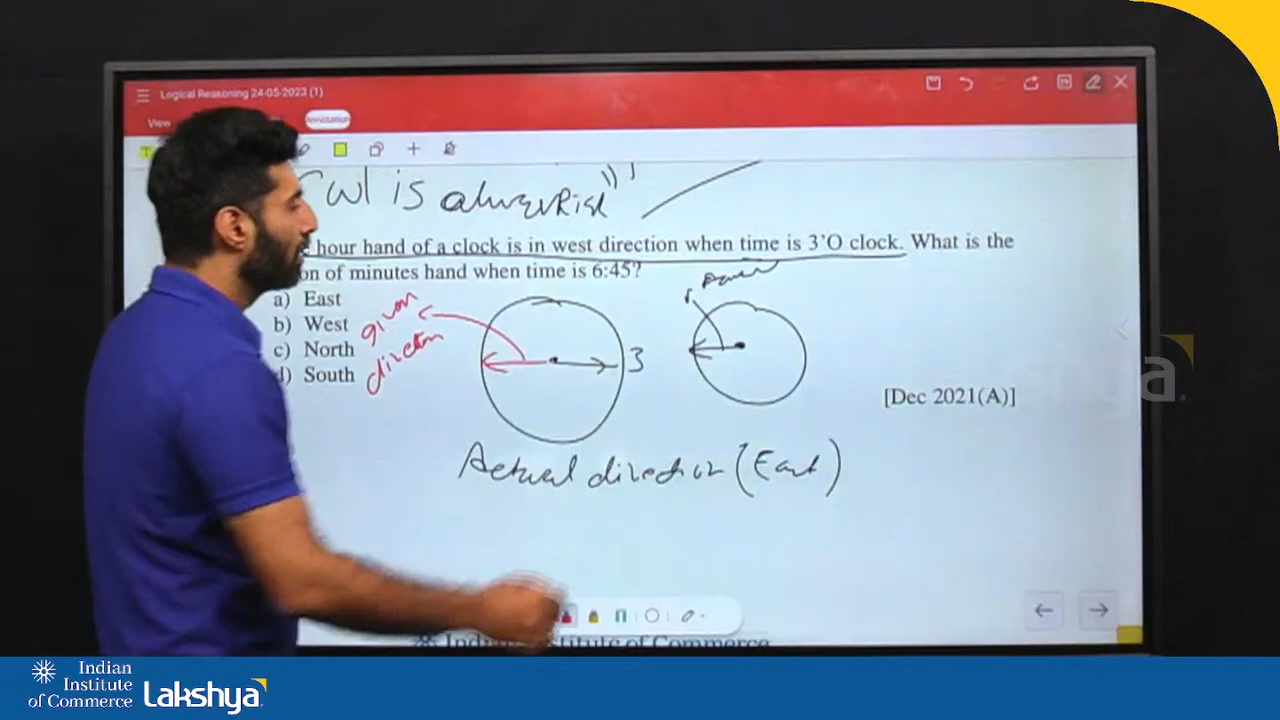 Logical Reasoning 24-05-2023 (1)
View
Annotation
is always
hour hand of a clock is in west direction when time is 3'O clock. What is the
on of minutes hand when time is 6:45?
a) East
b) West
c) North
d) South
given
direction
3
[Dec 2021(A)]
Actual direction (East)
Indian Institute of Commerce
Indian
Institute
of Commerce
Lakshya